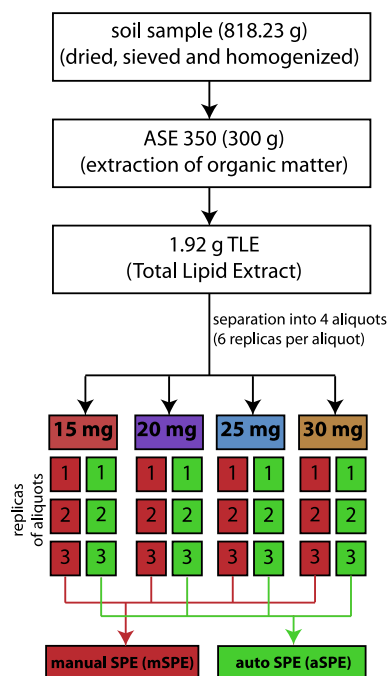 soil sample (818.23 g)
(dried, sieved and homogenized)
ASE 350 (300 g)
(extraction of organic matter)
1.92 g TLE
(Total Lipid Extract)
separation into 4 aliquots
(6 replicas per aliquot)
15 mg 20 mg 25 mg 30 mg
replicas
of aliquots
1 1 1 1 1 1 1 1
2 2 2 2 2 2 2 2
3 3 3 3 3 3 3 3
manual SPE (mSPE) auto SPE (aSPE)